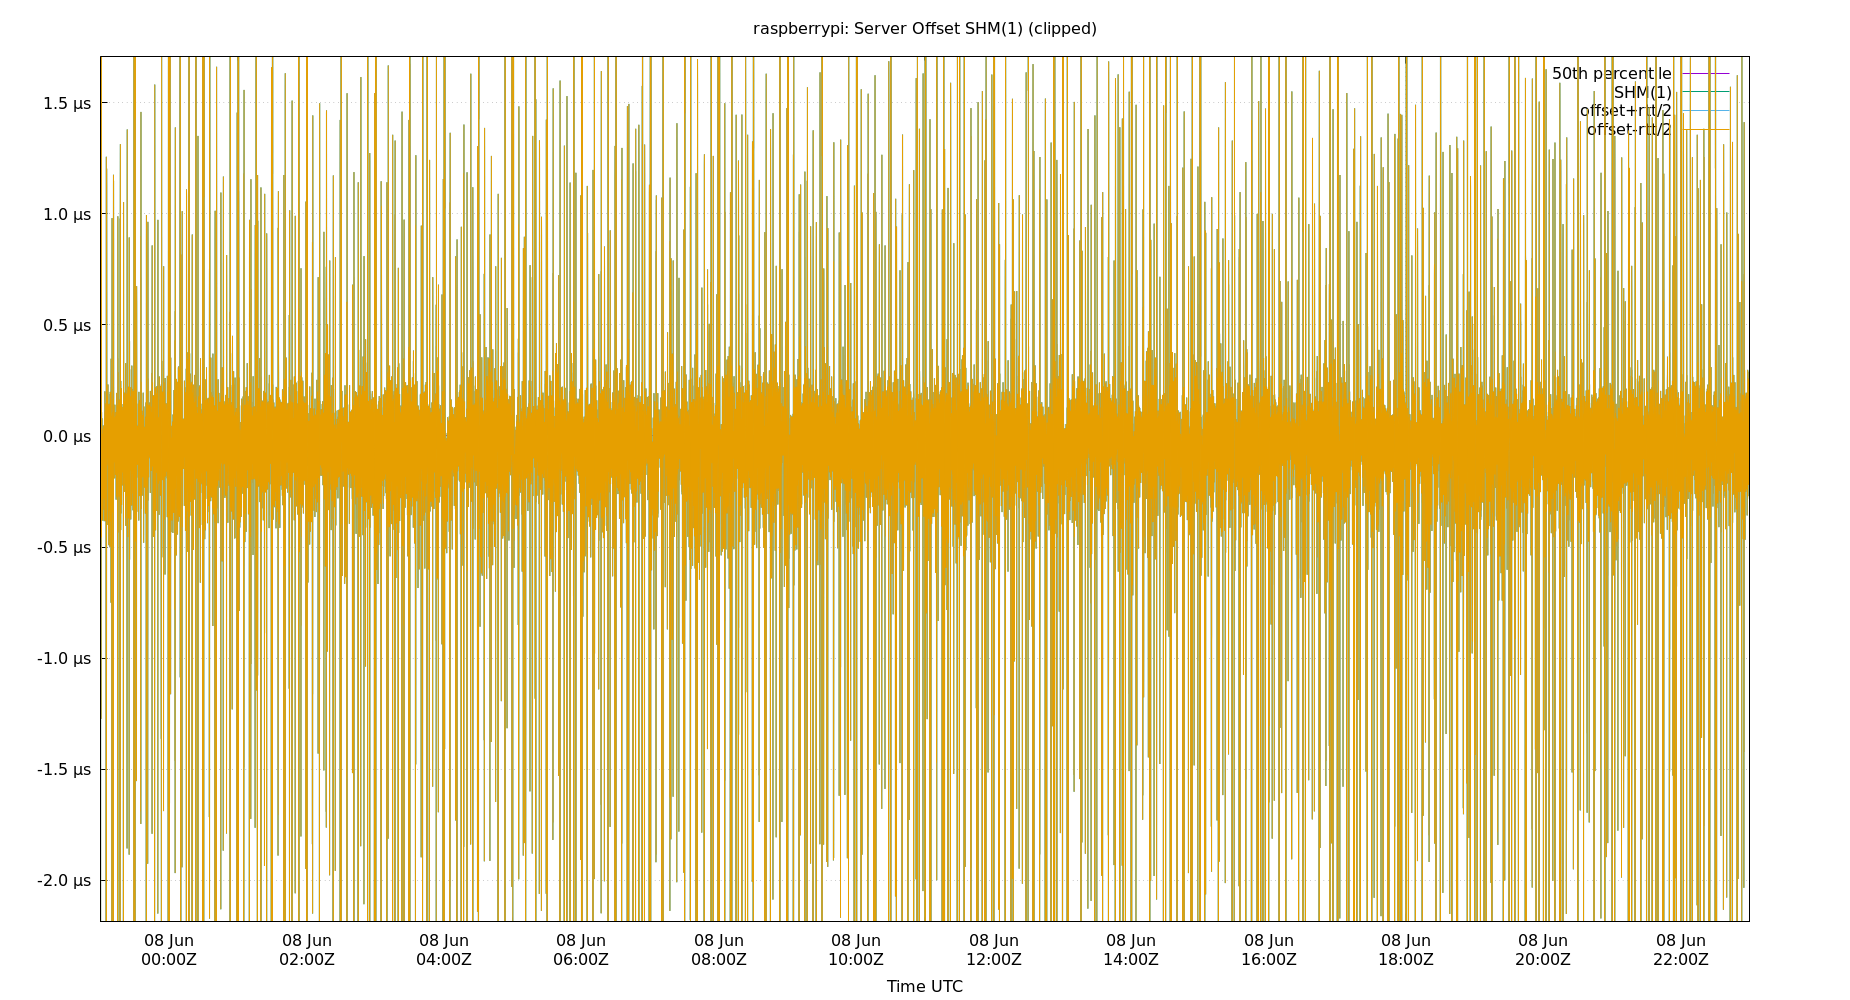 raspberrypi: Server Offset SHM(1) (clipped)
50th percentile
SHM(1)
offset+rtt/2
offset-rtt/2
1.5 µs
1.0 µs
0.5 µs
0.0 µs
-0.5 µs
-1.0 µs
-1.5 µs
-2.0 µs
08 Jun 08 Jun 08 Jun 08 Jun 08 Jun 08 Jun 08 Jun 08 Jun 08 Jun 08 Jun 08 Jun 08 Jun
00:00Z 02:00Z 04:00Z 06:00Z 08:00Z 10:00Z 12:00Z 14:00Z 16:00Z 18:00Z 20:00Z 22:00Z
Time UTC